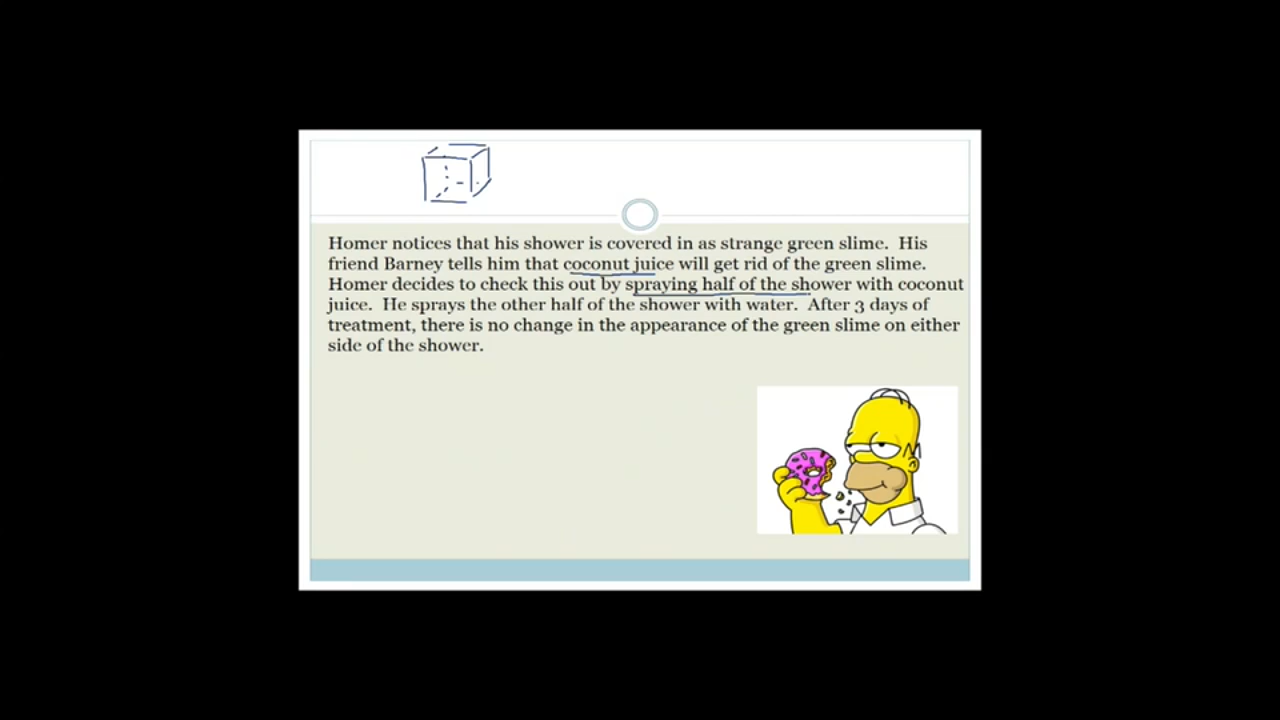 Homer notices that his shower is covered in as strange green slime. His
friend Barney tells him that coconut juice will get rid of the green slime.
Homer decides to check this out by spraying half of the shower with coconut
juice. He sprays the other half of the shower with water. After 3 days of
treatment, there is no change in the appearance of the green slime on either
side of the shower.